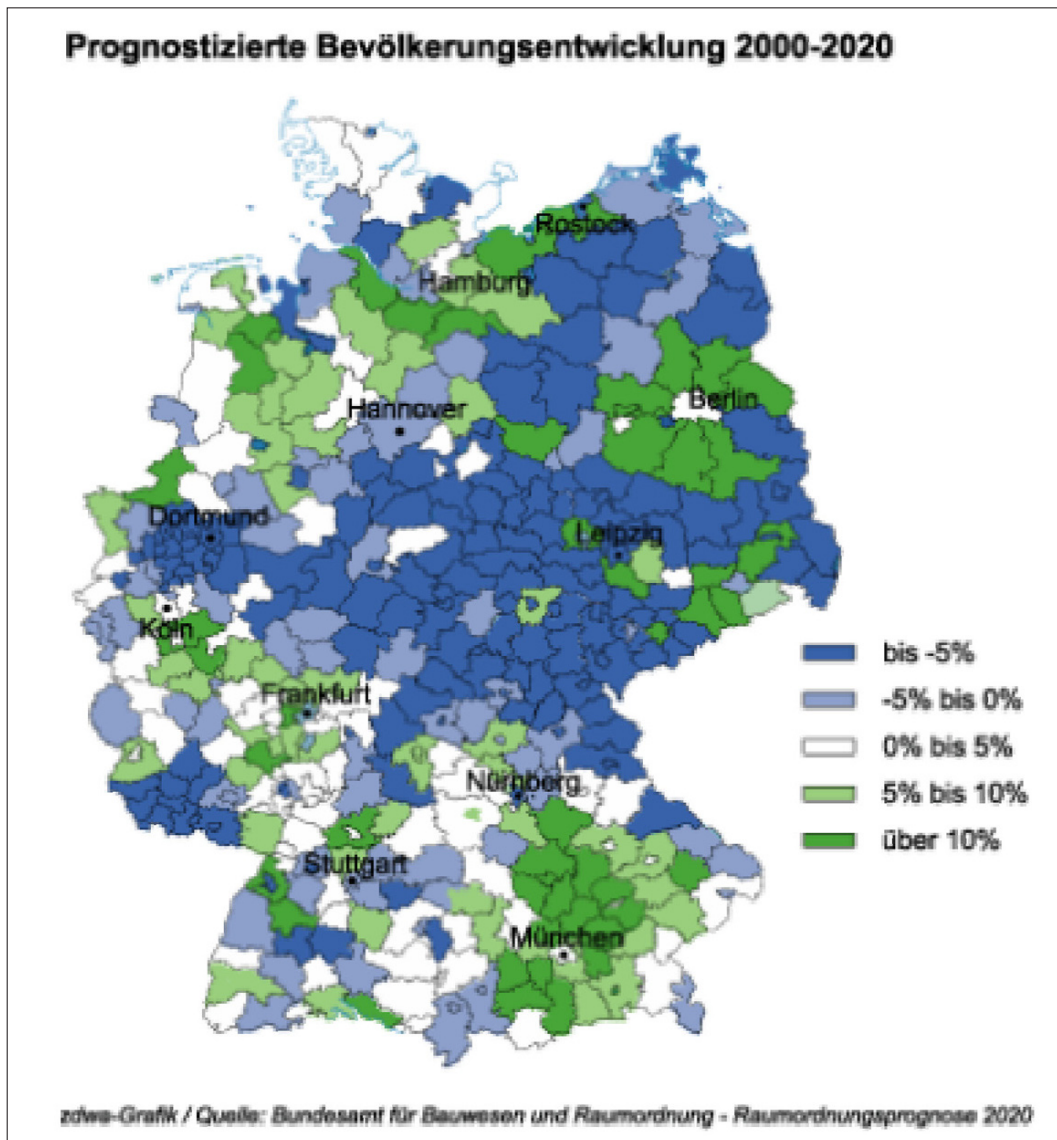 Prognostizierte Bevölkerungsentwicklung 2000-2020
Rostock
Hamburg
Berlin
Hannover
Dortmund
Leipzig
Köln
Frankfurt
Nürnberg
Stuttgart
München
bis -5%
-5% bis 0%
0% bis 5%
5% bis 10%
über 10%
zdwa-Grafik / Quelle: Bundesamt für Bauwesen und Raumordnung - Raumordnungsprognose 2020